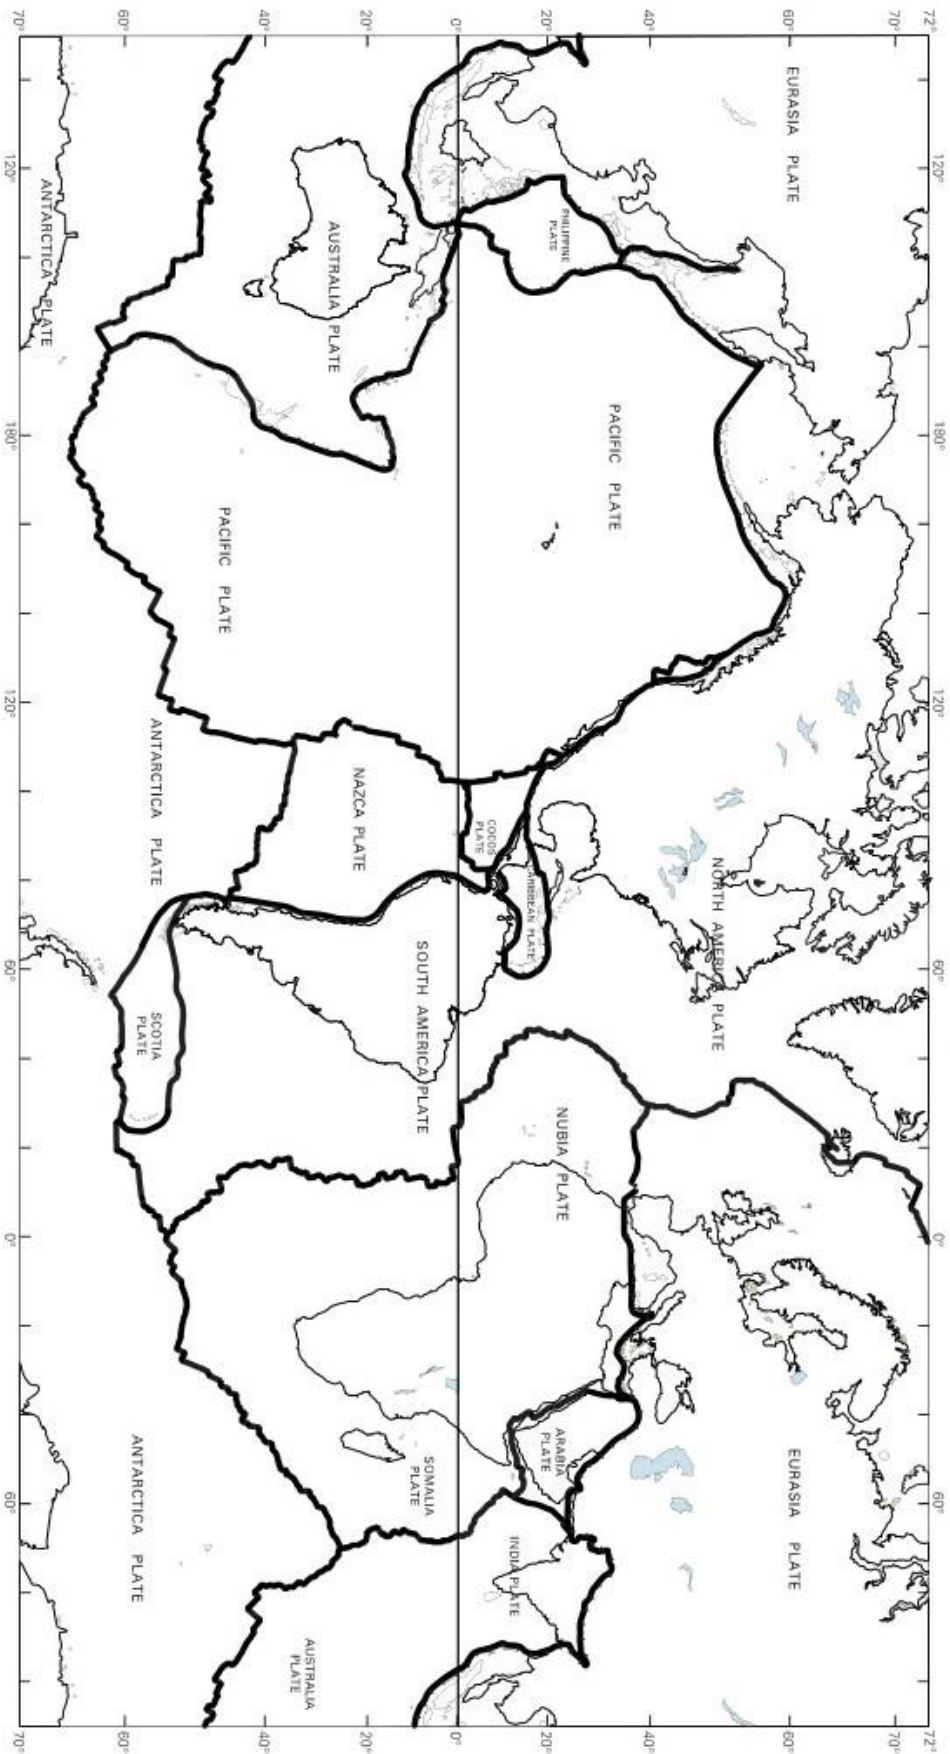 120° 180° 120° 60° 0° 60°
72° 72°
70° 70°
60° 60°
EURASIA PLATE
EURASIA PLATE
NORTH AMERICA PLATE
40° 40°
PACIFIC PLATE
PHILIPPINE
PLATE
NUBIA PLATE
ARABIA
PLATE
20° 20°
CARIBBEAN PLATE
INDIA PLATE
COCOS
PLATE
0° 0°
SOUTH AMERICA PLATE
SOMALIA
PLATE
20° 20°
NAZCA PLATE
AUSTRALIA PLATE
AUSTRALIA
PLATE
40° 40°
PACIFIC PLATE
ANTARCTICA PLATE
SCOTIA
PLATE
ANTARCTICA PLATE
60° 60°
ANTARCTICA PLATE
70° 70°
120° 180° 120° 60° 0° 60°